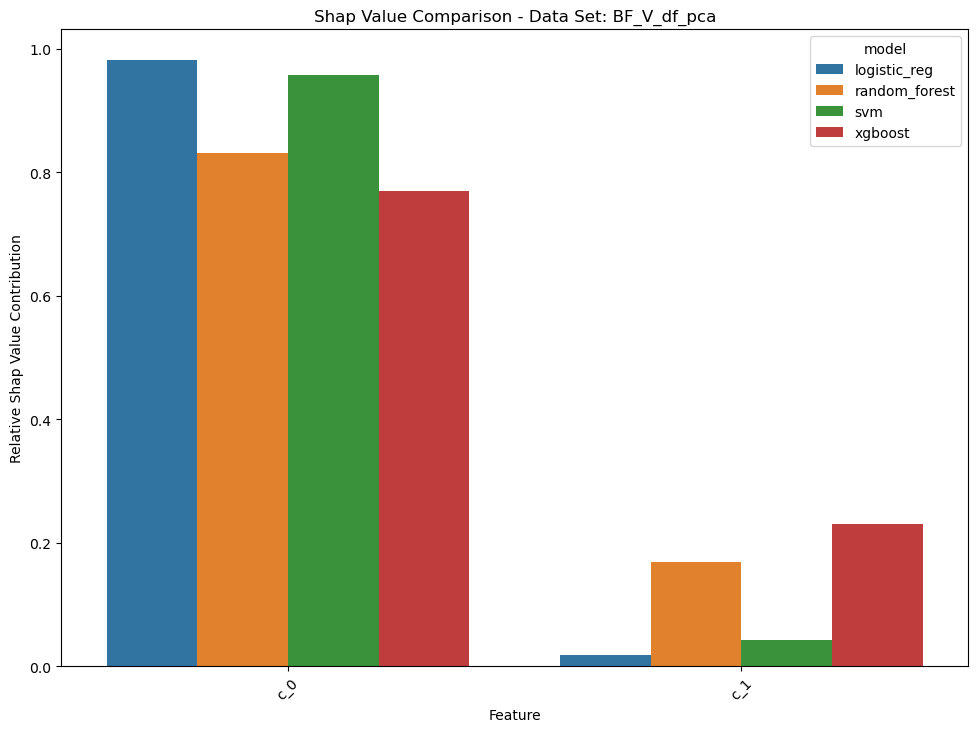 Shap Value Comparison - Data Set: BF_V_df_pca
model
logistic_reg
random_forest
svm
xgboost
Relative Shap Value Contribution
1.0
0.8
0.6
0.4
0.2
0.0
c_0
c_1
Feature